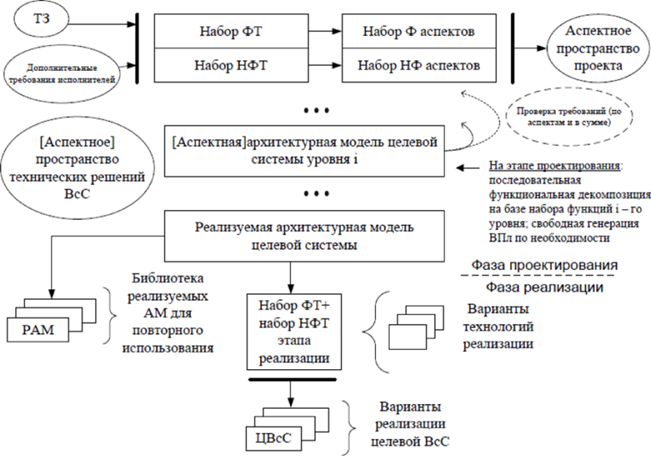 ТЗ
Дополнительные
требования исполнителей
Набор ФТ
Набор НФТ
Набор Ф аспектов
Набор НФ аспектов
Аспектное
пространство
проекта
Проверка требований (по
аспектам и в сумме)
[Аспектное]
пространство
технических решений
ВсС
[Аспектная]архитектурная модель целевой
системы уровня i
На этапе проектирования:
последовательная
функциональная декомпозиция
на базе набора функций i – го
уровня; свободная генерация
ВПл по необходимости
Реализуемая архитектурная модель
целевой системы
Фаза проектирования
Фаза реализации
РАМ
Библиотека
реализуемых
АМ для
повторного
использования
Набор ФТ+
набор НФТ
этапа
реализации
Варианты
технологий
реализации
ЦВсС
Варианты
реализации
целевой ВсС